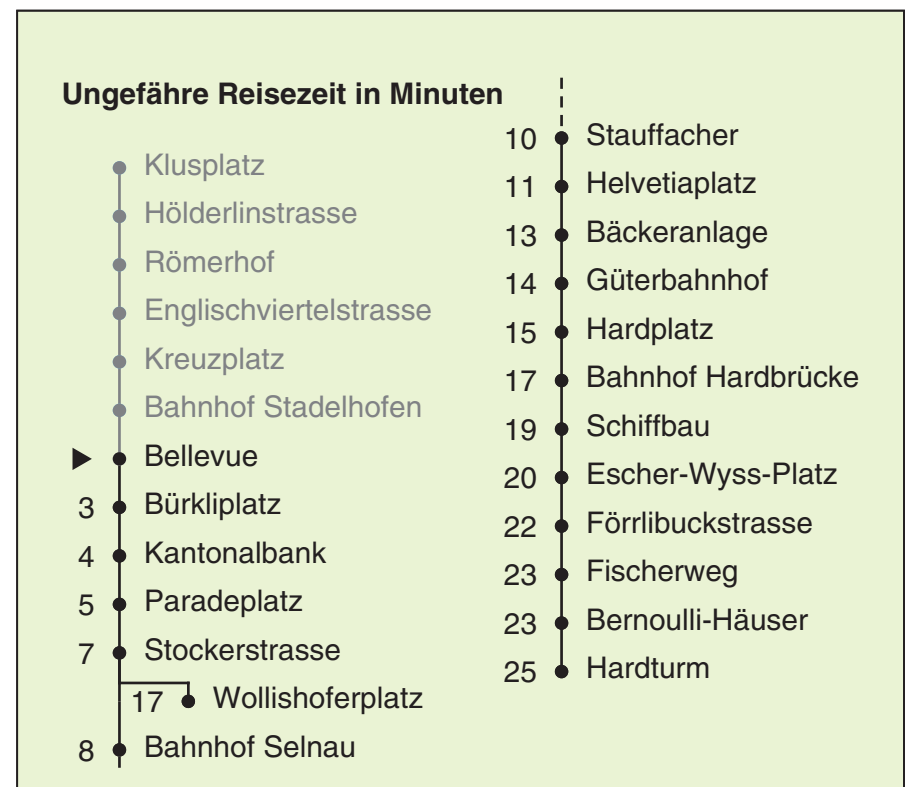 Ungefähre Reisezeit in Minuten
Klusplatz
Hölderlinstrasse
Römerhof
Englischviertelstrasse
Kreuzplatz
Bahnhof Stadelhofen
Bellevue
3 Bürkliplatz
4 Kantonalbank
5 Paradeplatz
7 Stockerstrasse
17 Wollishoferplatz
8 Bahnhof Selnau
10 Stauffacher
11 Helvetiaplatz
13 Bäckeranlage
14 Güterbahnhof
15 Hardplatz
17 Bahnhof Hardbrücke
19 Schiffbau
20 Escher-Wyss-Platz
22 Förrlibuckstrasse
23 Fischerweg
23 Bernoulli-Häuser
25 Hardturm